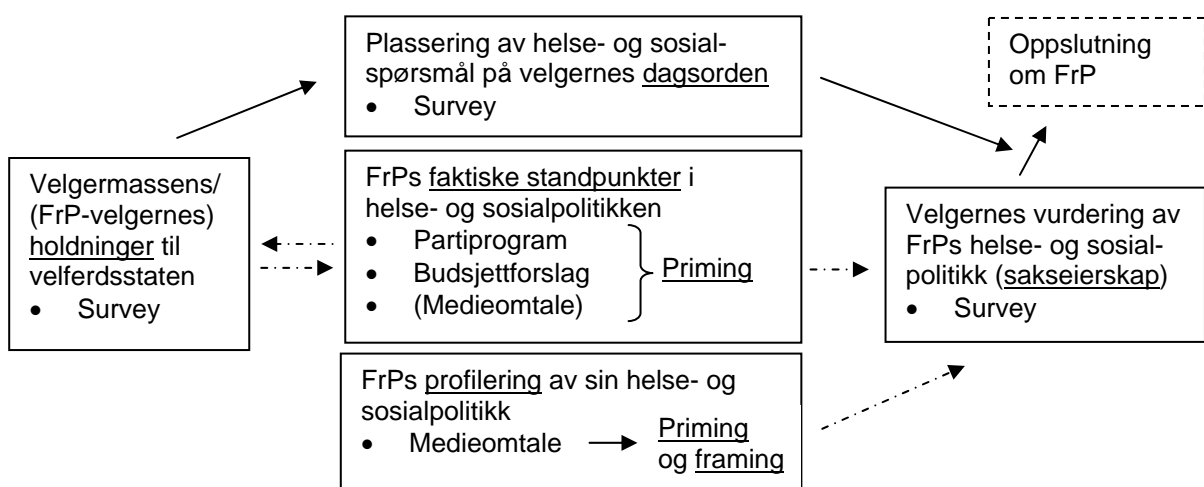 Plassering av helse- og sosial-
spørsmål på velgernes dagsorden
• Survey
Oppslutning
om FrP
Velgermassens/
(FrP-velgernes)
holdninger til
velferdsstaten
• Survey
FrPs faktiske standpunkter i
helse- og sosialpolitikken
• Partiprogram
• Budsjettforslag
• (Medieomtale)
Priming
Velgernes vurdering av
FrPs helse- og sosial-
politikk (sakseierskap)
• Survey
FrPs profilering av sin helse- og
sosialpolitikk
• Medieomtale
Priming
og framing